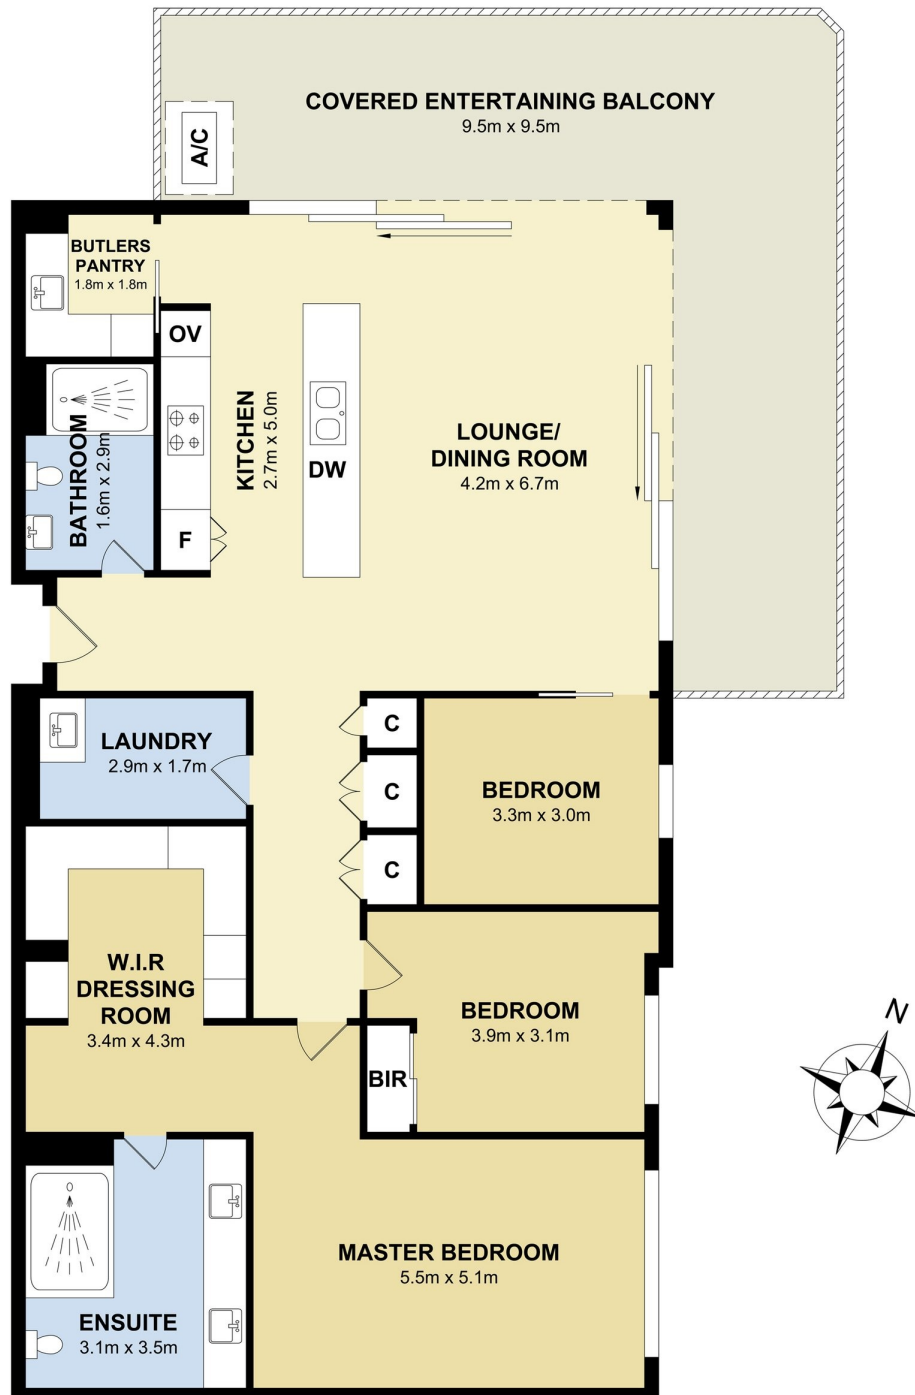 COVERED ENTERTAINING BALCONY
9.5m x 9.5m
A/C
BUTLERS
PANTRY
1.8m x 1.8m
OV
KITCHEN
2.7m x 5.0m
DW
LOUNGE/
DINING ROOM
4.2m x 6.7m
BATHROOM
1.6m x 2.9m
F
LAUNDRY
2.9m x 1.7m
C
C
C
BEDROOM
3.3m x 3.0m
W.I.R
DRESSING
ROOM
3.4m x 4.3m
BEDROOM
3.9m x 3.1m
BIR
N
MASTER BEDROOM
5.5m x 5.1m
ENSUITE
3.1m x 3.5m